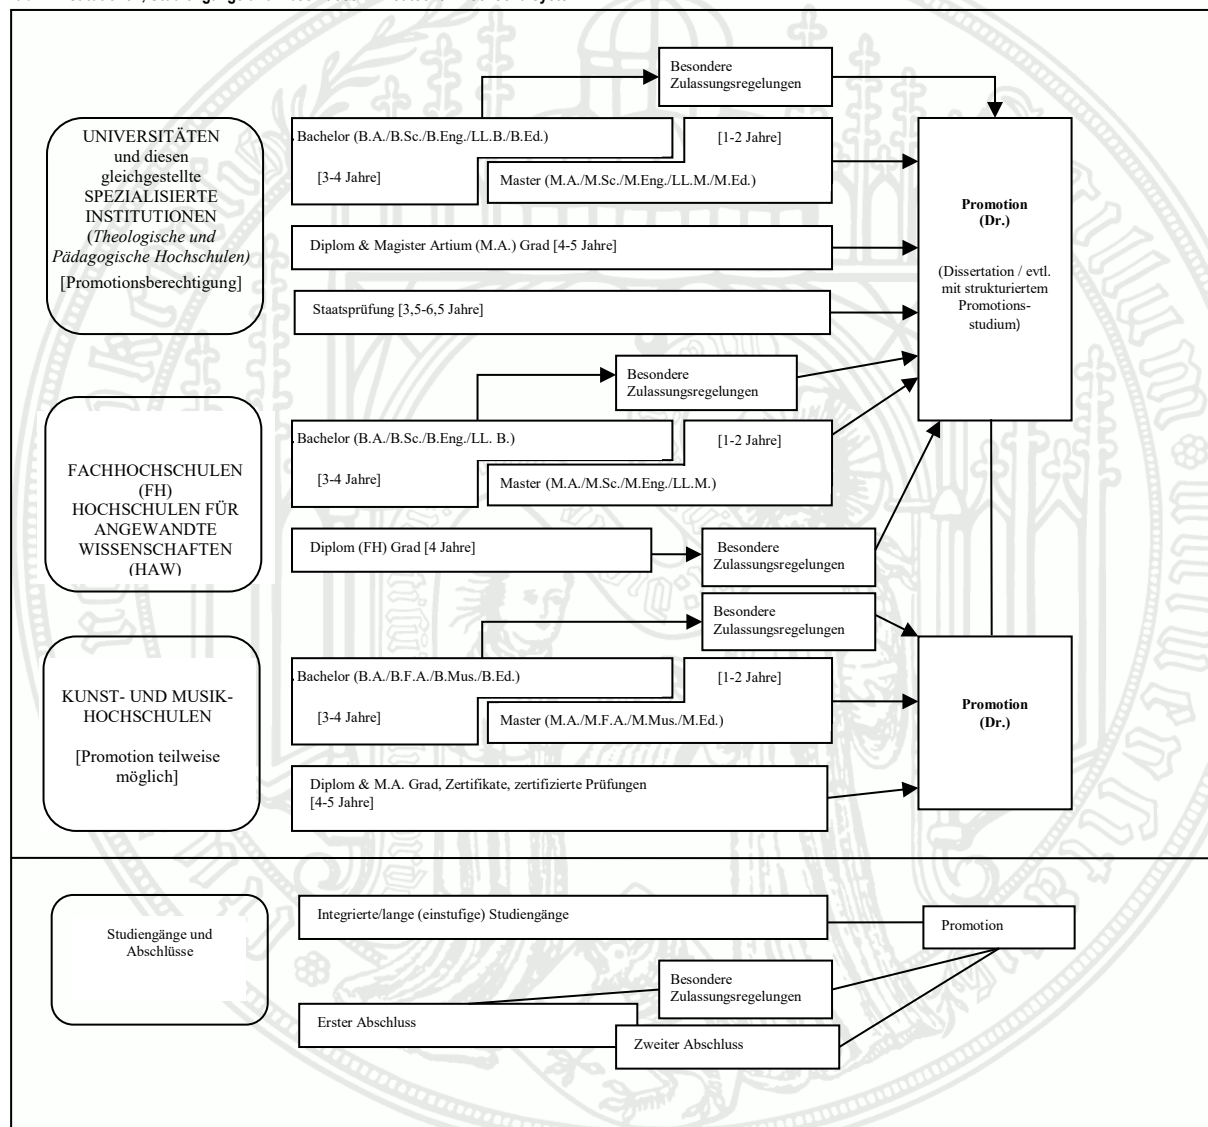 Besondere
Zulassungsregelungen
UNIVERSITÄTEN
und diesen
gleichgestellte
SPEZIALISIERTE
INSTITUTIONEN
(Theologische und
Pädagogische Hochschulen)
[Promotionsberechtigung]
Bachelor (B.A./B.Sc./B.Eng./LL.B./B.Ed.)
[1-2 Jahre]
[3-4 Jahre]
Master (M.A./M.Sc./M.Eng./LL.M./M.Ed.)
Diplom & Magister Artium (M.A.) Grad [4-5 Jahre]
Staatsprüfung [3,5-6,5 Jahre]
Promotion
(Dr.)
(Dissertation / evtl.
mit strukturiertem
Promotions-
studium)
Besondere
Zulassungsregelungen
FACHHOCHSCHULEN
(FH)
HOCHSCHULEN FÜR
ANGEWANDTE
WISSENSCHAFTEN
(HAW)
Bachelor (B.A./B.Sc./B.Eng./LL. B.)
[1-2 Jahre]
[3-4 Jahre]
Master (M.A./M.Sc./M.Eng./LL.M.)
Diplom (FH) Grad [4 Jahre]
Besondere
Zulassungsregelungen
Besondere
Zulassungsregelungen
KUNST- UND MUSIK-
HOCHSCHULEN
[Promotion teilweise
möglich]
Bachelor (B.A./B.F.A./B.Mus./B.Ed.)
[1-2 Jahre]
[3-4 Jahre]
Master (M.A./M.F.A./M.Mus./M.Ed.)
Diplom & M.A. Grad, Zertifikate, zertifizierte Prüfungen
[4-5 Jahre]
Promotion
(Dr.)
Studiengänge und
Abschlüsse
Integrierte/lange (einstufige) Studiengänge
Promotion
Besondere
Zulassungsregelungen
Erster Abschluss
Zweiter Abschluss